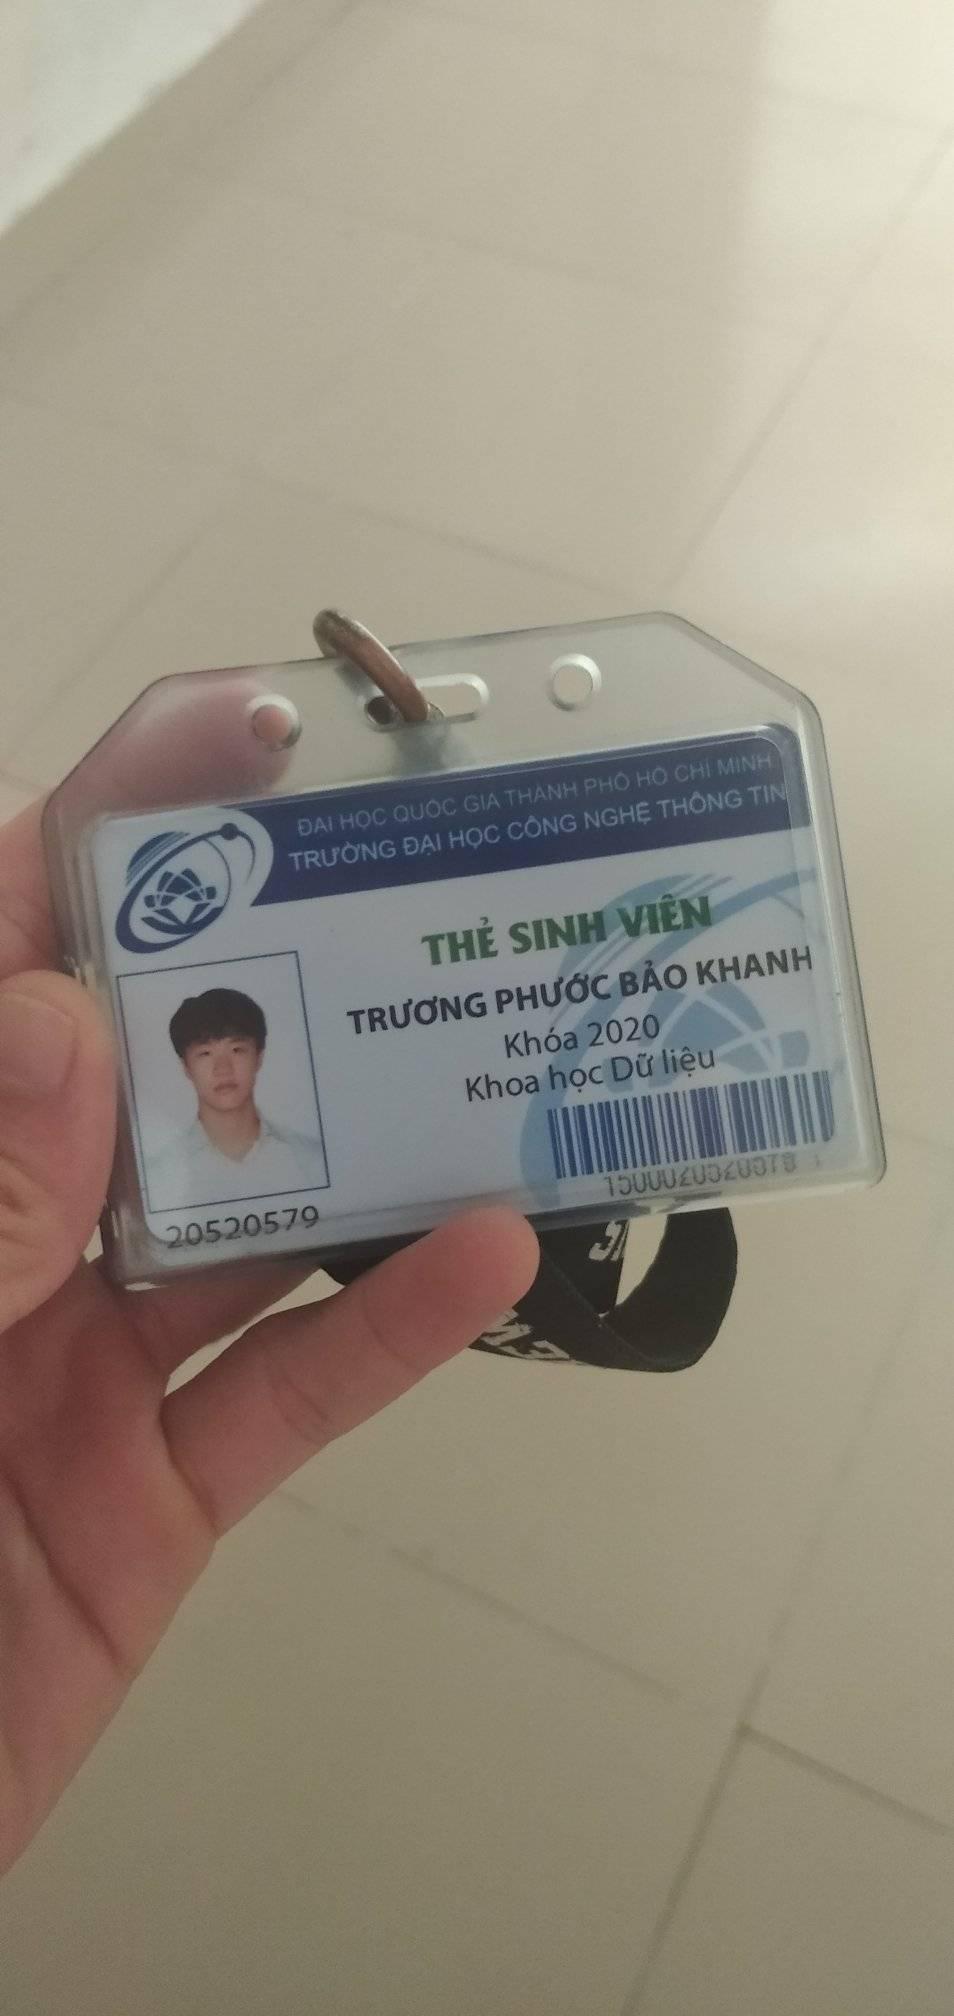 ĐẠI HỌC QUỐC GIA THÀNH PHỐ HỒ CHÍ MINH
TRƯỜNG ĐẠI HỌC CÔNG NGHỆ THÔNG TIN
THẺ SINH VIÊN
TRƯƠNG PHƯỚC BẢO KHANH
Khóa 2020
Khoa học Dữ liệu
20520579